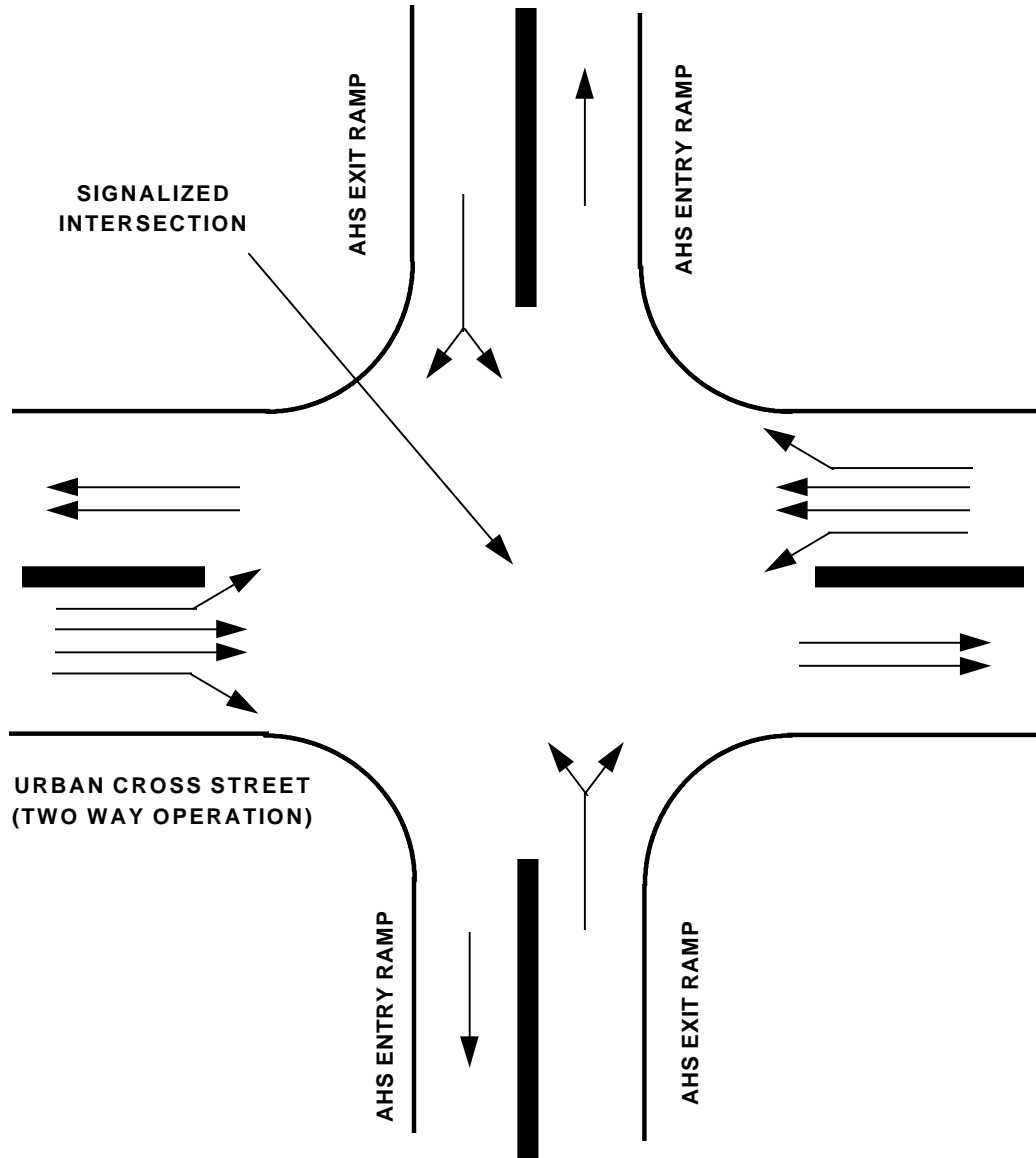 AHS EXIT RAMP
AHS ENTRY RAMP
SIGNALIZED
INTERSECTION
URBAN CROSS STREET
(TWO WAY OPERATION)
AHS ENTRY RAMP
AHS EXIT RAMP